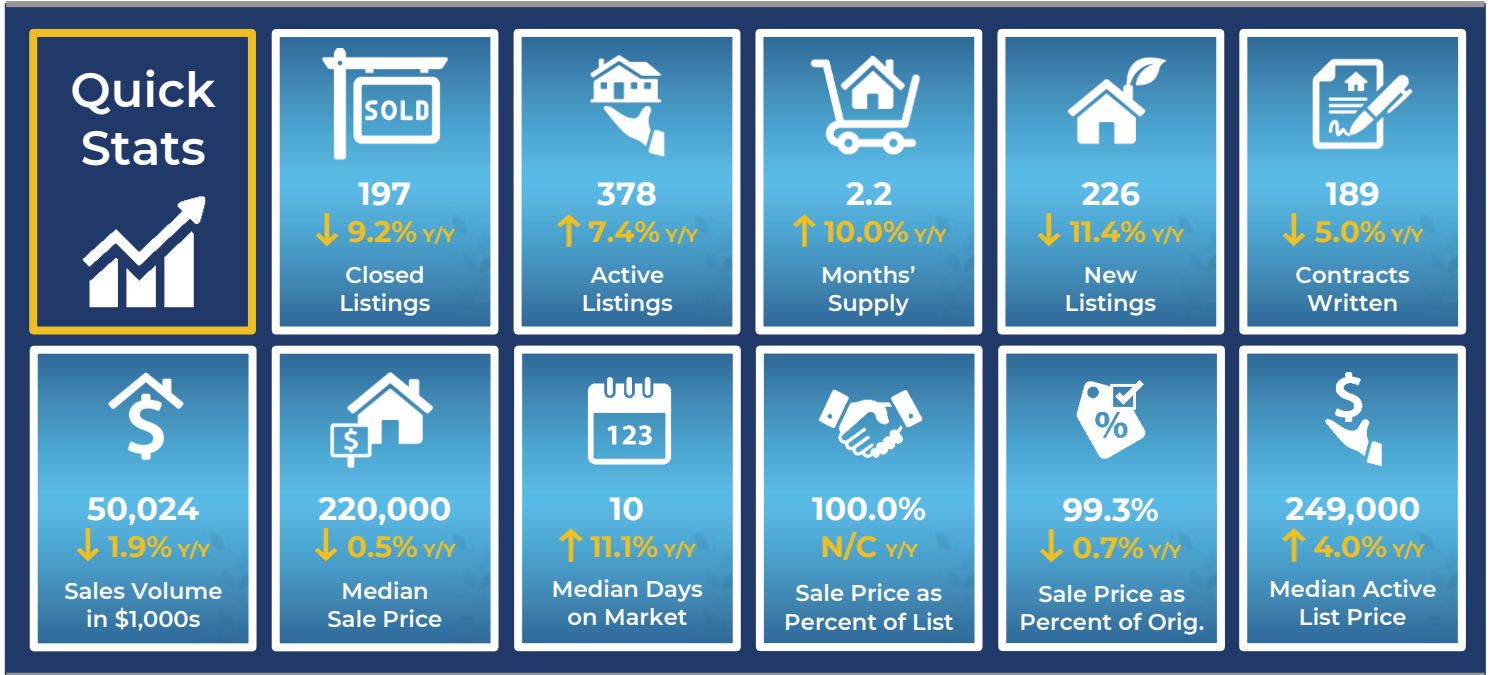 Quick
Stats
SOLD
197
↓ 9.2% Y/Y
Closed
Listings
378
↑ 7.4% Y/Y
Active
Listings
2.2
↑ 10.0% Y/Y
Months’
Supply
226
↓ 11.4% Y/Y
New
Listings
189
↓ 5.0% Y/Y
Contracts
Written
$
50,024
↓ 1.9% Y/Y
Sales Volume
in $1,000s
$
220,000
↓ 0.5% Y/Y
Median
Sale Price
123
10
↑ 11.1% Y/Y
Median Days
on Market
100.0%
N/C Y/Y
Sale Price as
Percent of List
%
99.3%
↓ 0.7% Y/Y
Sale Price as
Percent of Orig.
$
249,000
↑ 4.0% Y/Y
Median Active
List Price